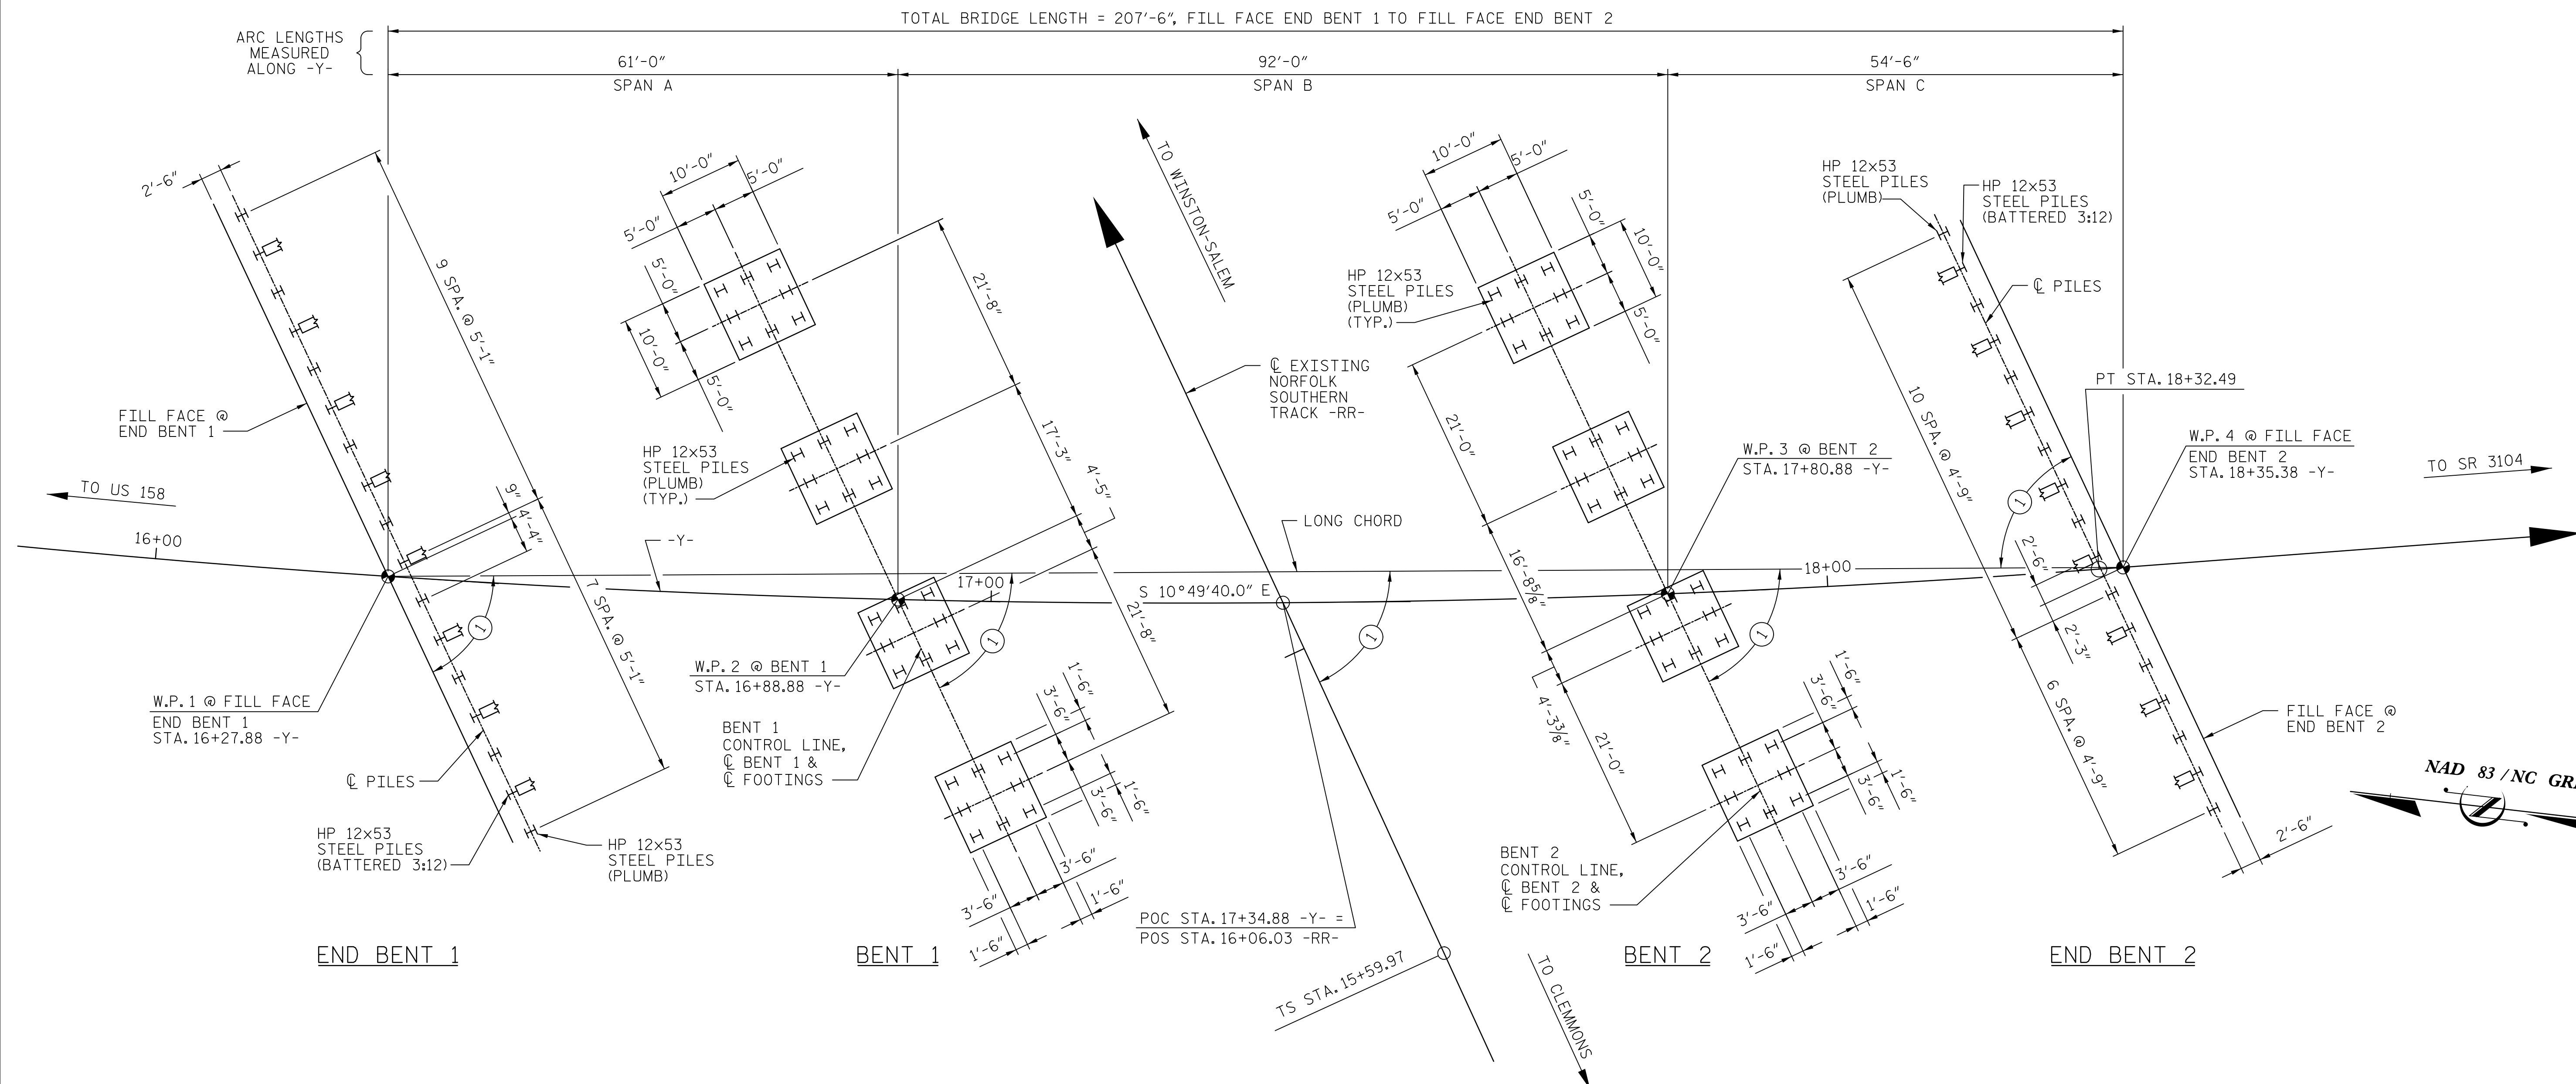 TOTAL BRIDGE LENGTH = 207'-6", FILL FACE END BENT 1 TO FILL FACE END BENT 2
ARC LENGTHS
MEASURED
ALONG -Y-
61'-0"
SPAN A
92'-0"
SPAN B
54'-6"
SPAN C
2'-6"
9 SPA. @ 5'-1"
FILL FACE @
END BENT 1
TO US 158
16+00
9"
4'-4"
7 SPA. @ 5'-1"
1
W.P. 1 @ FILL FACE
END BENT 1
STA. 16+27.88 -Y-
℄ PILES
HP 12x53
STEEL PILES
(BATTERED 3:12)
HP 12x53
STEEL PILES
(PLUMB)
END BENT 1
10'-0"
5'-0"
5'-0"
5'-0"
10'-0"
5'-0"
21'-8"
17'-3"
4'-5"
21'-8"
HP 12x53
STEEL PILES
(PLUMB)
(TYP.)
-Y-
17+00
1
W.P. 2 @ BENT 1
STA. 16+88.88 -Y-
BENT 1
CONTROL LINE,
℄ BENT 1 &
℄ FOOTINGS
1'-6"
3'-6"
3'-6"
1'-6"
3'-6"
3'-6"
1'-6"
1'-6"
BENT 1
TO WINSTON-SALEM
℄ EXISTING
NORFOLK
SOUTHERN
TRACK -RR-
LONG CHORD
S 10°49'40.0" E
1
POC STA. 17+34.88 -Y- =
POS STA. 16+06.03 -RR-
TS STA. 15+59.97
TO CLEMMONS
10'-0"
5'-0"
5'-0"
5'-0"
10'-0"
5'-0"
HP 12x53
STEEL PILES
(PLUMB)
(TYP.)
21'-0"
16'-8⅝"
4'-3⅜"
21'-0"
W.P. 3 @ BENT 2
STA. 17+80.88 -Y-
18+00
1
BENT 2
CONTROL LINE,
℄ BENT 2 &
℄ FOOTINGS
1'-6"
3'-6"
3'-6"
1'-6"
3'-6"
3'-6"
1'-6"
1'-6"
BENT 2
HP 12x53
STEEL PILES
(PLUMB)
HP 12x53
STEEL PILES
(BATTERED 3:12)
℄ PILES
10 SPA. @ 4'-9"
1
2'-6"
2'-3"
6 SPA. @ 4'-9"
PT STA. 18+32.49
W.P. 4 @ FILL FACE
END BENT 2
STA. 18+35.38 -Y-
TO SR 3104
FILL FACE @
END BENT 2
2'-6"
END BENT 2
NAD 83 / NC